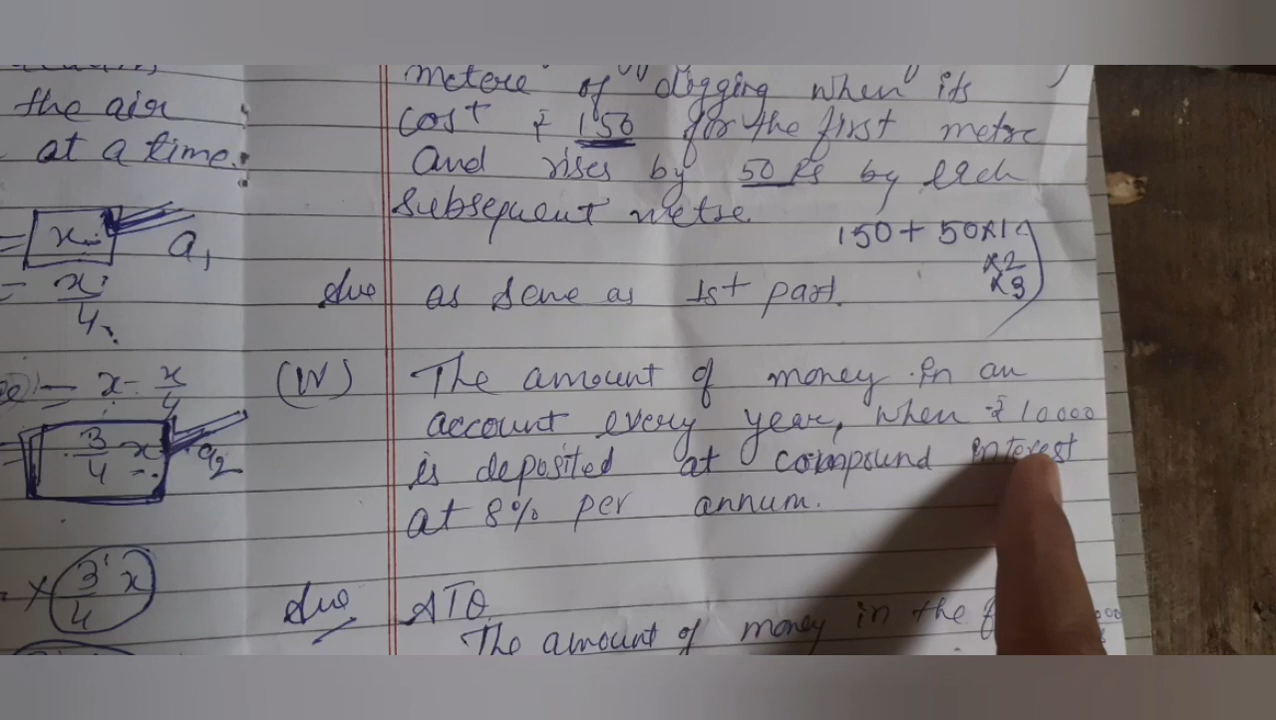 the air
at a time.
= x
a1
= x/4
= x - x/4
3/4 x
a2
× 3/4 x
metere of digging when its
cost ₹ 150 for the first metre
and rises by 50 Rs by each
subsequent metre.
150 + 50×1
×2
×3
as same as 1st part.
(iv) The amount of money in an
account every year, when ₹ 10000
is deposited at compound interest
at 8% per annum.
ATQ
The amount of money in the